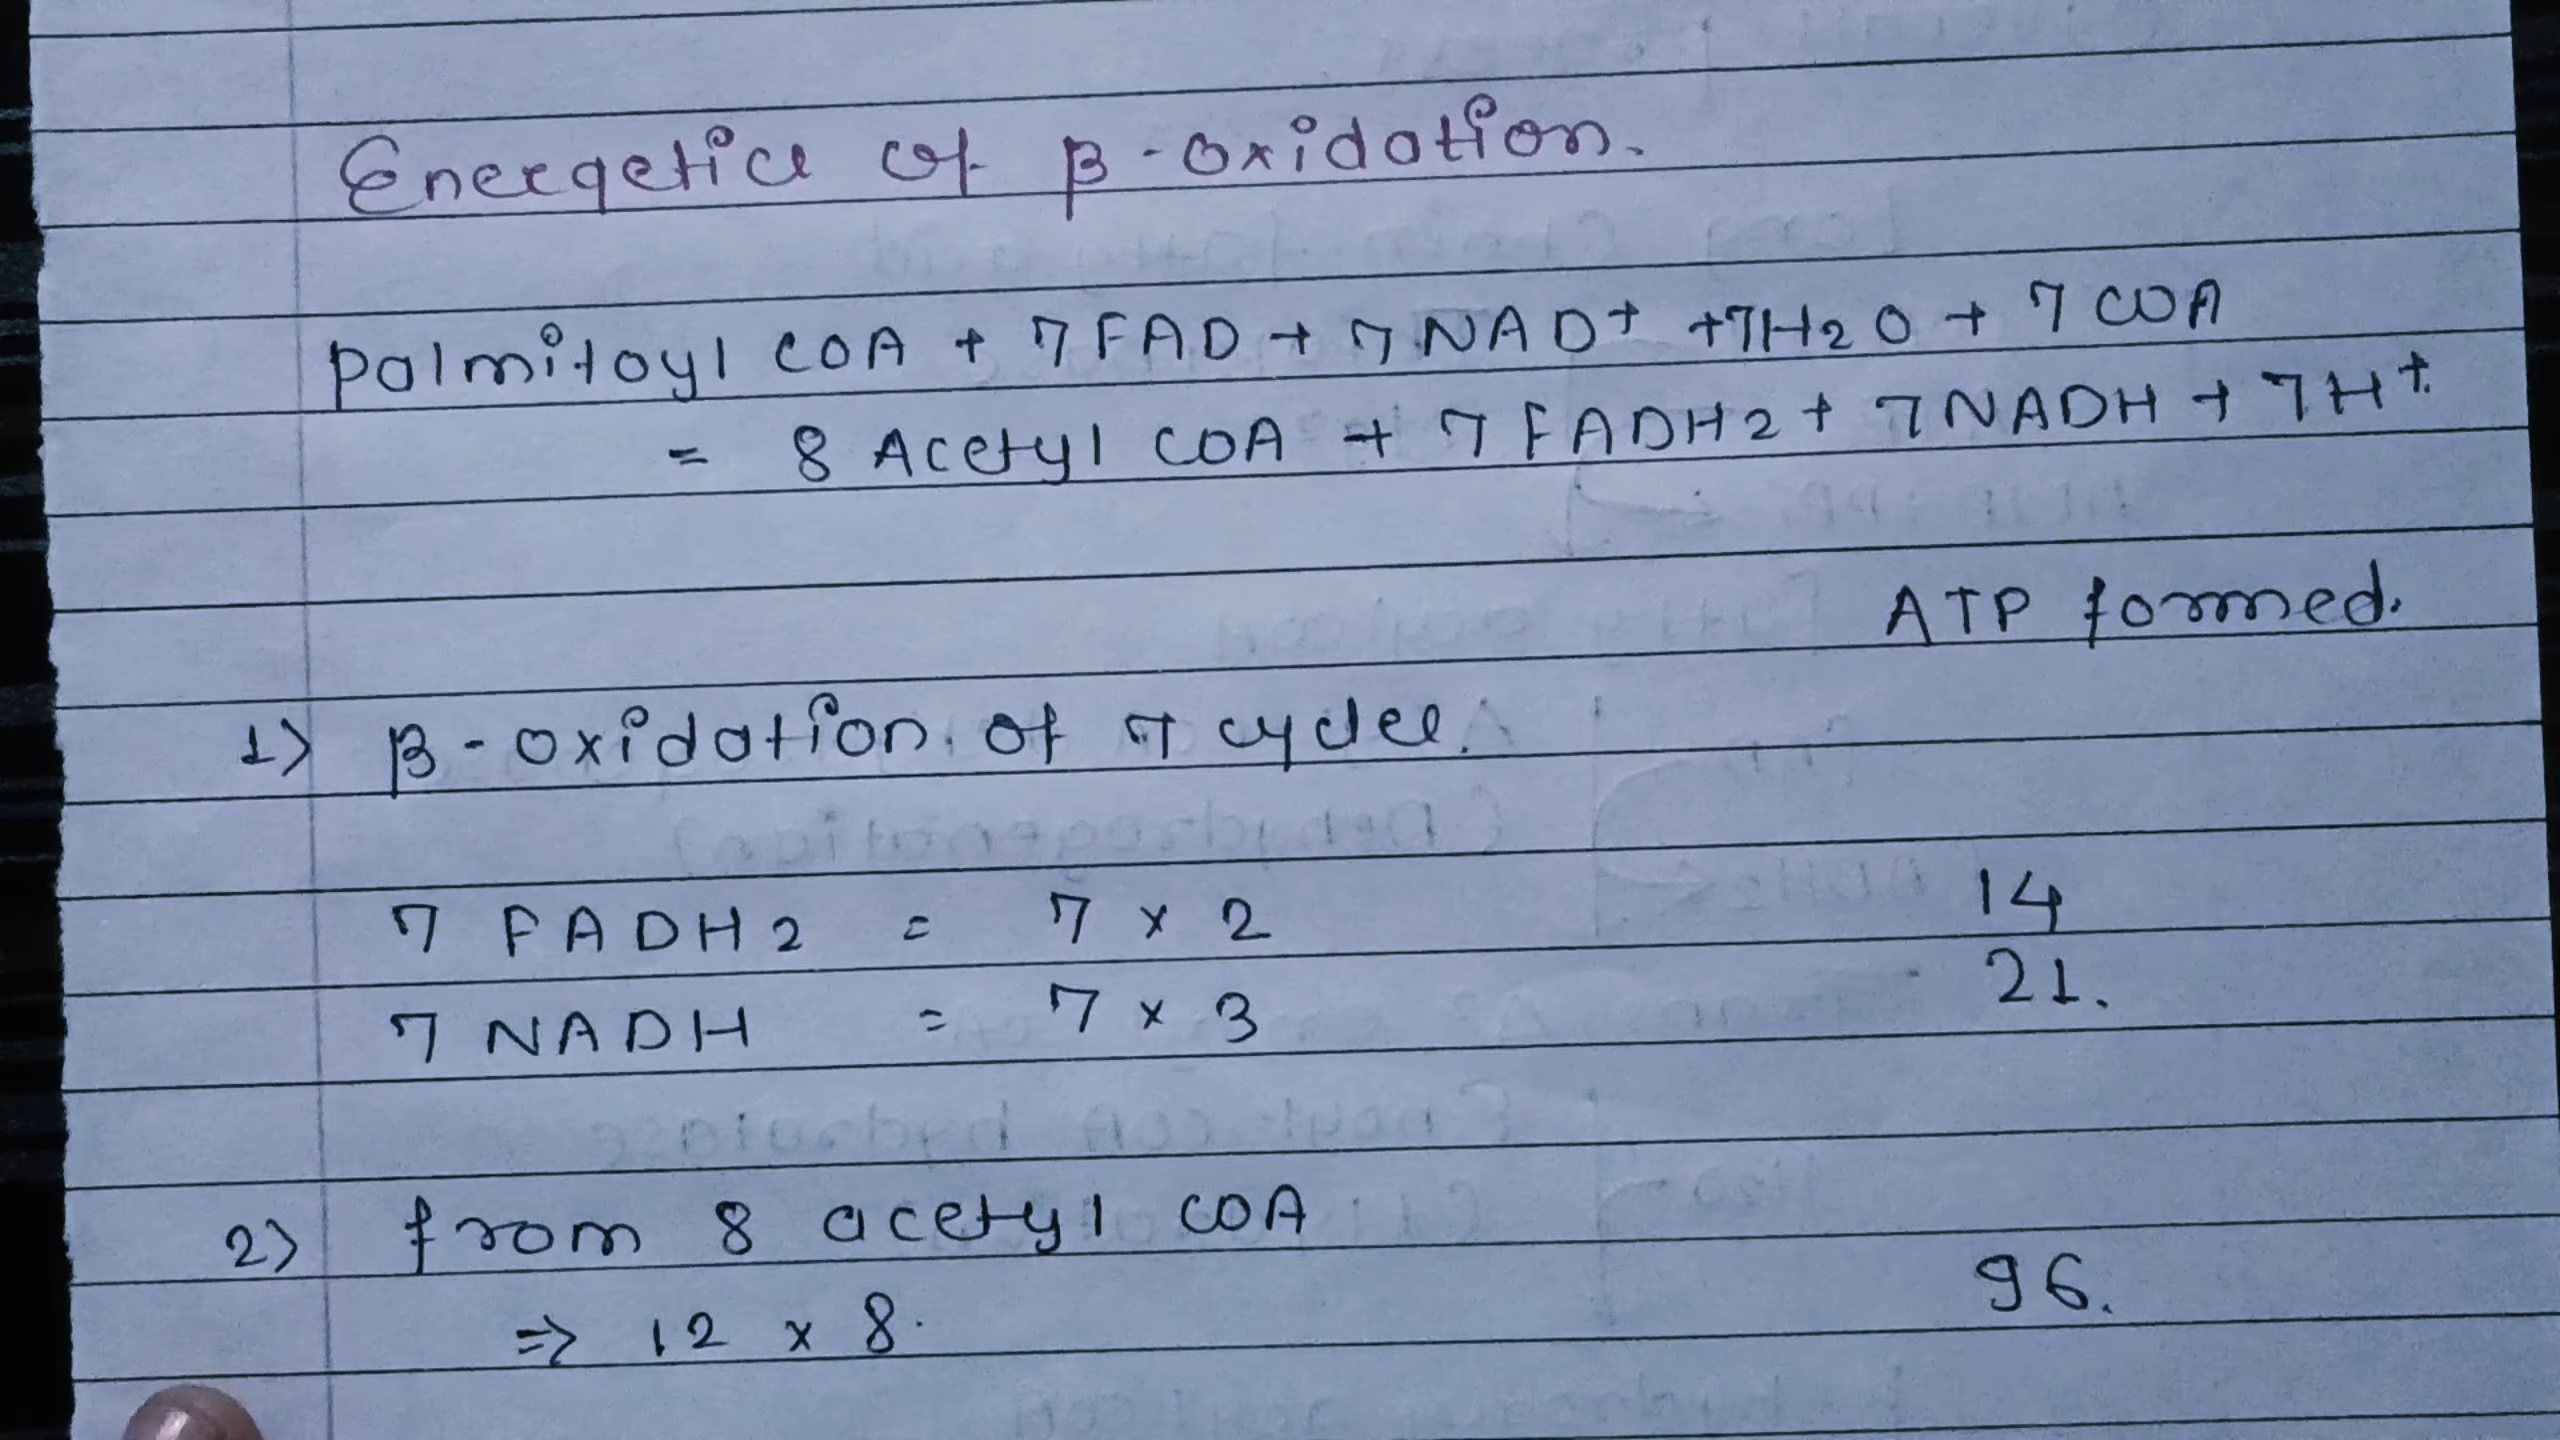 Energetics of β-oxidation.
Palmitoyl COA + 7 FAD + 7 NAD+ +7H2O + 7 COA
= 8 Acetyl COA + 7 FADH2 + 7 NADH + 7H+.
ATP formed.
1) β-oxidation of 7 cycles.
7 FADH2 = 7 x 2 14
7 NADH = 7 x 3 21.
2) from 8 acetyl COA
⇒ 12 x 8. 96.